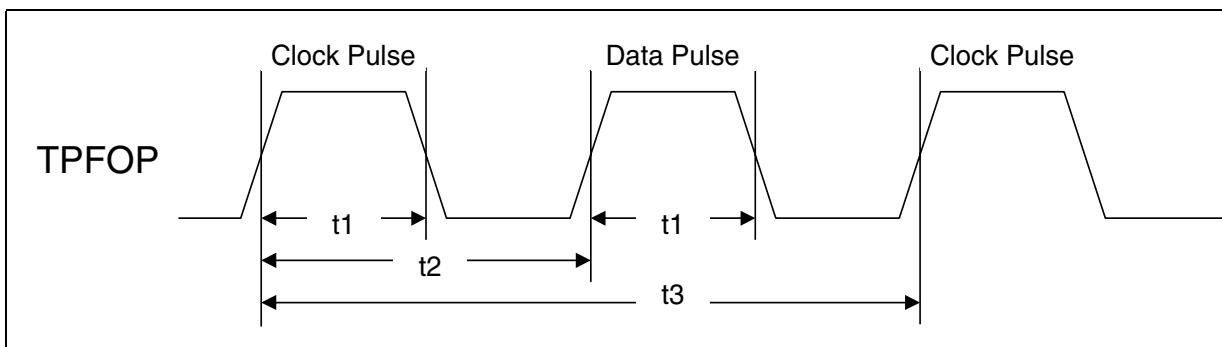 Clock Pulse Data Pulse Clock Pulse
TPFOP
t1 t1
t2
t3